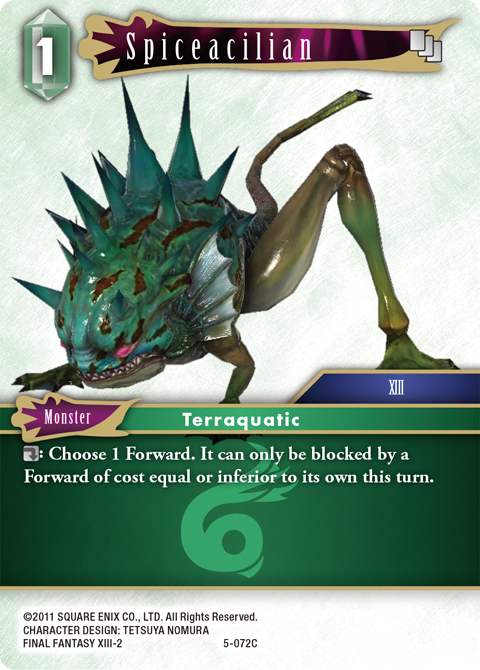 1
Spiceacilian
XIII
Monster
Terraquatic
: Choose 1 Forward. It can only be blocked by a
Forward of cost equal or inferior to its own this turn.
©2011 SQUARE ENIX CO., LTD. All Rights Reserved.
CHARACTER DESIGN: TETSUYA NOMURA
FINAL FANTASY XIII-2
5-072C